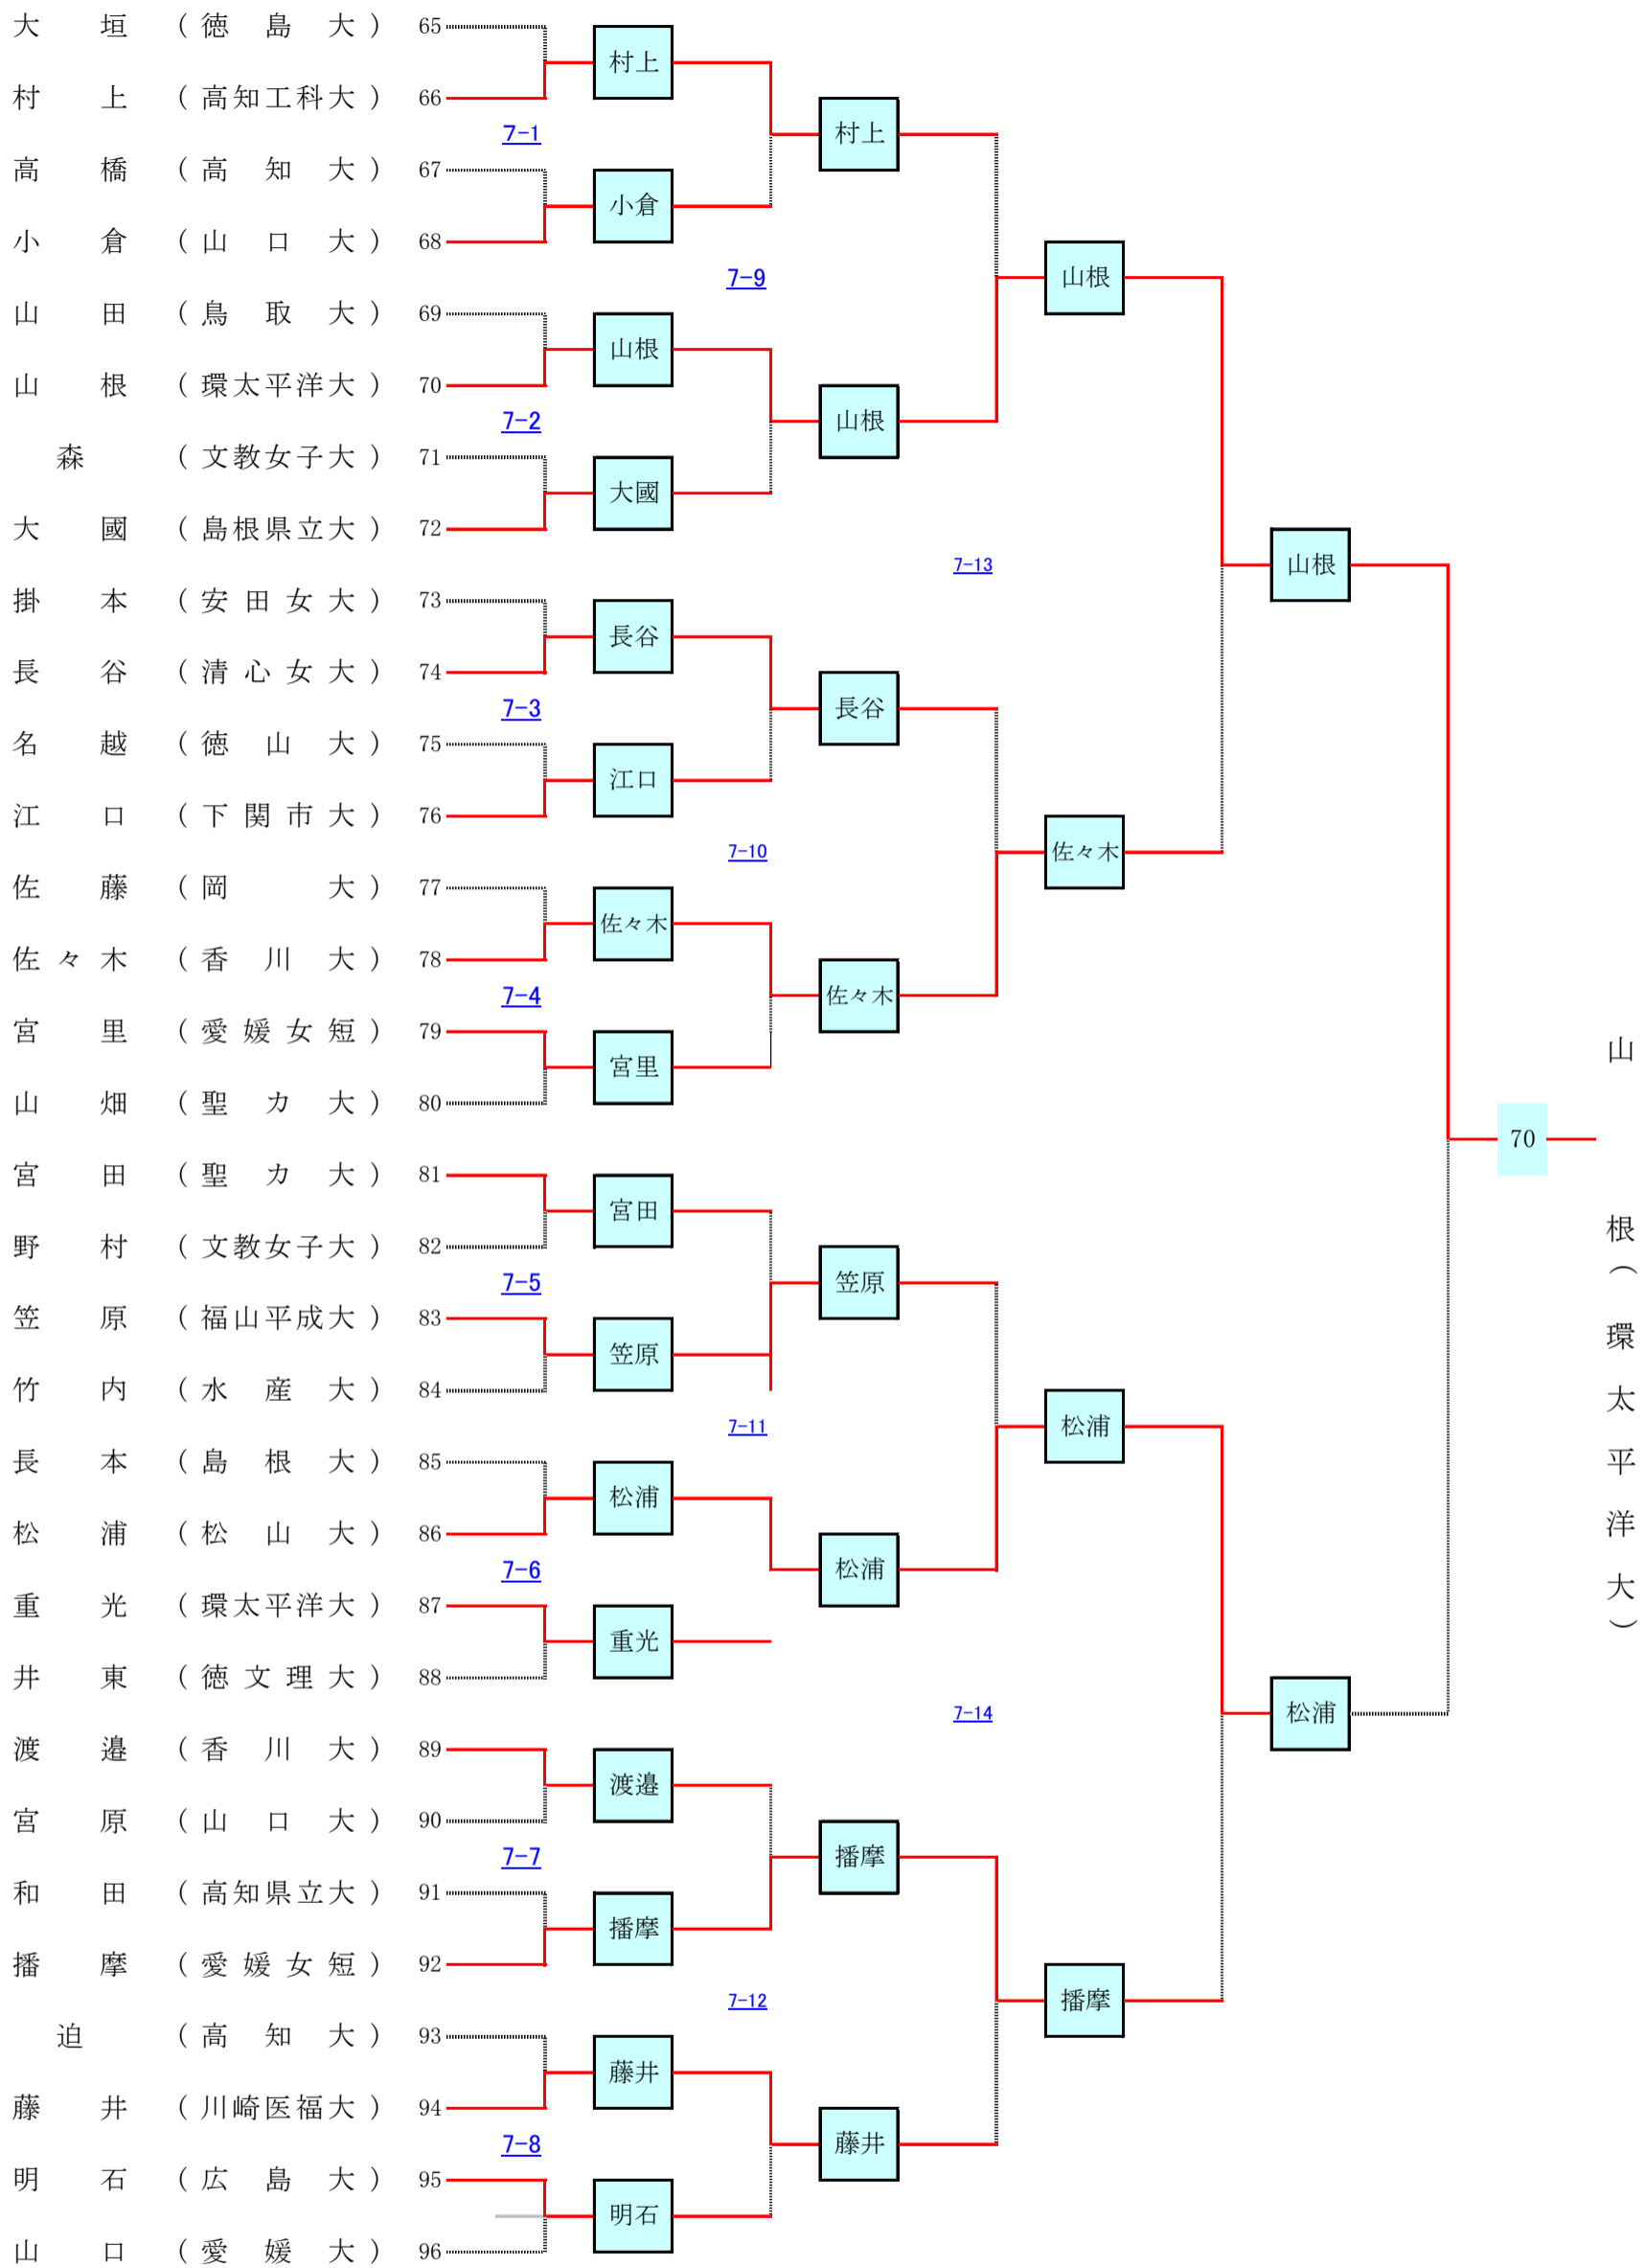 大垣 (徳島大) 65
村上
村上 (高知工科大) 66
村上
7-1
高橋 (高知大) 67
小倉
小倉 (山口大) 68
7-9
山根
山田 (鳥取大) 69
山根
山根 (環太平洋大) 70
7-2
山根
森 (文教女子大) 71
大國
大國 (島根県立大) 72
7-13
山根
掛本 (安田女大) 73
長谷
長谷 (清心女大) 74
7-3
長谷
名越 (徳山大) 75
江口
江口 (下関市大) 76
7-10
佐々木
佐藤 (岡大) 77
佐々木
佐々木 (香川大) 78
7-4
佐々木
宮里 (愛媛女短) 79
宮里
山畑 (聖カ大) 80
70
山根(環太平洋大)
宮田 (聖カ大) 81
宮田
野村 (文教女子大) 82
7-5
笠原
笠原 (福山平成大) 83
笠原
竹内 (水産大) 84
7-11
松浦
長本 (島根大) 85
松浦
松浦 (松山大) 86
7-6
松浦
重光 (環太平洋大) 87
重光
井東 (徳文理大) 88
7-14
松浦
渡邉 (香川大) 89
渡邉
宮原 (山口大) 90
7-7
播摩
和田 (高知県立大) 91
播摩
播摩 (愛媛女短) 92
7-12
播摩
迫 (高知大) 93
藤井
藤井 (川崎医福大) 94
7-8
藤井
明石 (広島大) 95
明石
山口 (愛媛大) 96